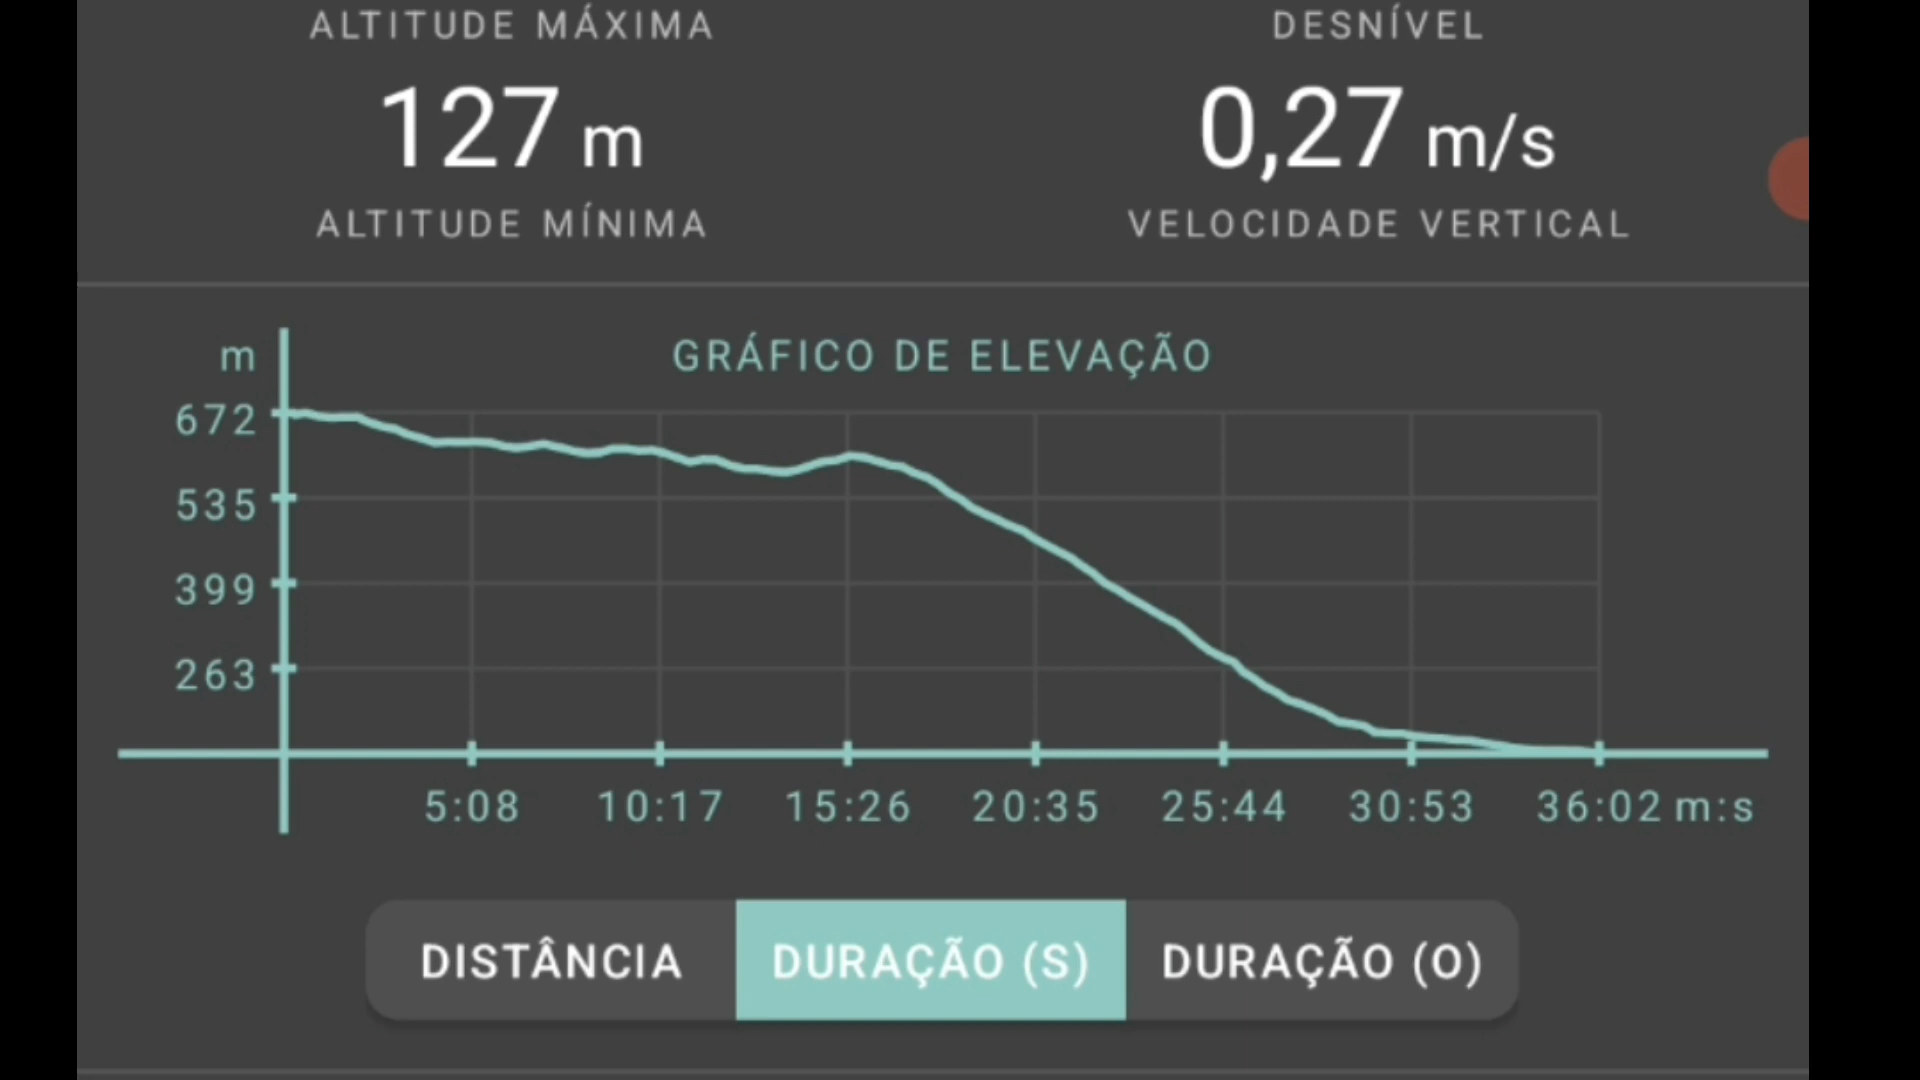 ALTITUDE MÁXIMA
DESNÍVEL
127 m
0,27 m/s
ALTITUDE MÍNIMA
VELOCIDADE VERTICAL
m
GRÁFICO DE ELEVAÇÃO
672
535
399
263
5:08 10:17 15:26 20:35 25:44 30:53 36:02 m:s
DISTÂNCIA DURAÇÃO (S) DURAÇÃO (O)